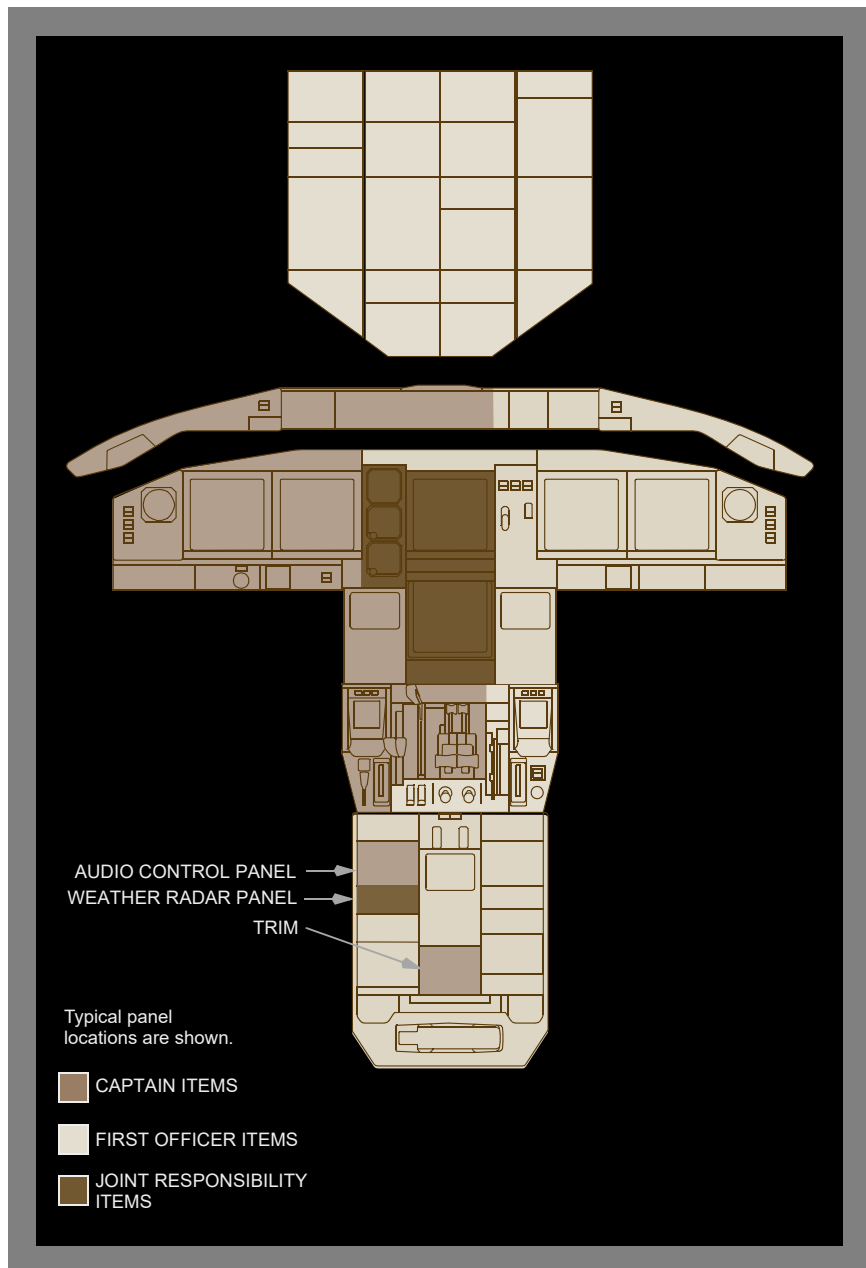 AUDIO CONTROL PANEL
WEATHER RADAR PANEL
TRIM
Typical panel
locations are shown.
CAPTAIN ITEMS
FIRST OFFICER ITEMS
JOINT RESPONSIBILITY
ITEMS